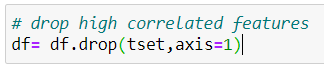 # drop high correlated features
df= df.drop(tset,axis=1)